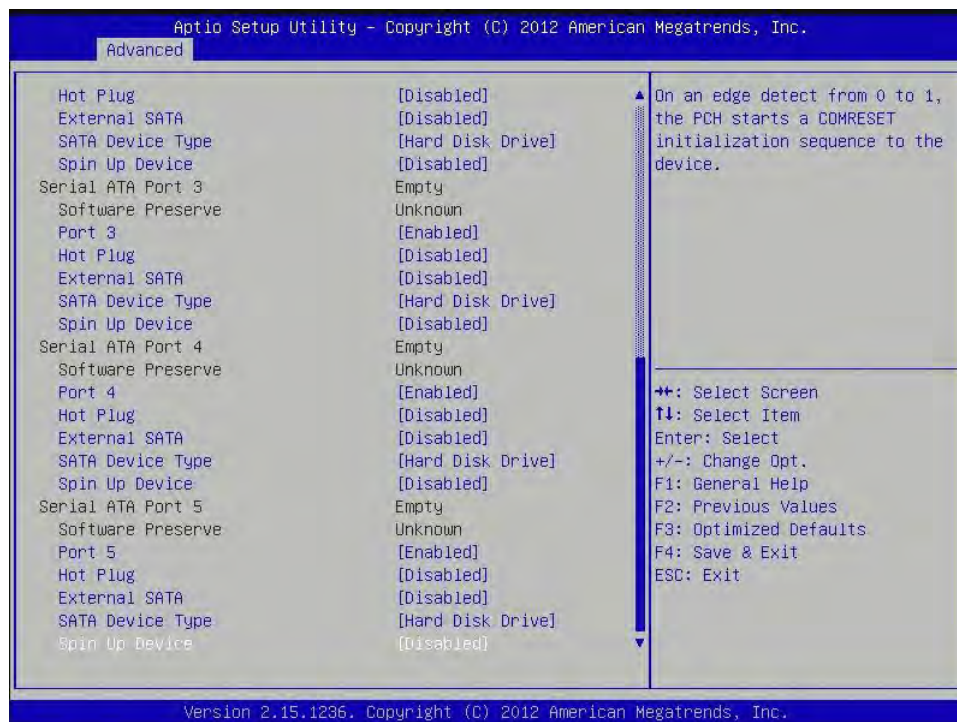 Aptio Setup Utility – Copyright (C) 2012 American Megatrends, Inc.
Advanced
Hot Plug [Disabled]
External SATA [Disabled]
SATA Device Type [Hard Disk Drive]
Spin Up Device [Disabled]
Serial ATA Port 3 Empty
Software Preserve Unknown
Port 3 [Enabled]
Hot Plug [Disabled]
External SATA [Disabled]
SATA Device Type [Hard Disk Drive]
Spin Up Device [Disabled]
Serial ATA Port 4 Empty
Software Preserve Unknown
Port 4 [Enabled]
Hot Plug [Disabled]
External SATA [Disabled]
SATA Device Type [Hard Disk Drive]
Spin Up Device [Disabled]
Serial ATA Port 5 Empty
Software Preserve Unknown
Port 5 [Enabled]
Hot Plug [Disabled]
External SATA [Disabled]
SATA Device Type [Hard Disk Drive]
Spin Up Device [Disabled]
On an edge detect from 0 to 1,
the PCH starts a COMRESET
initialization sequence to the
device.
→←: Select Screen
↑↓: Select Item
Enter: Select
+/-: Change Opt.
F1: General Help
F2: Previous Values
F3: Optimized Defaults
F4: Save & Exit
ESC: Exit
Version 2.15.1236. Copyright (C) 2012 American Megatrends, Inc.